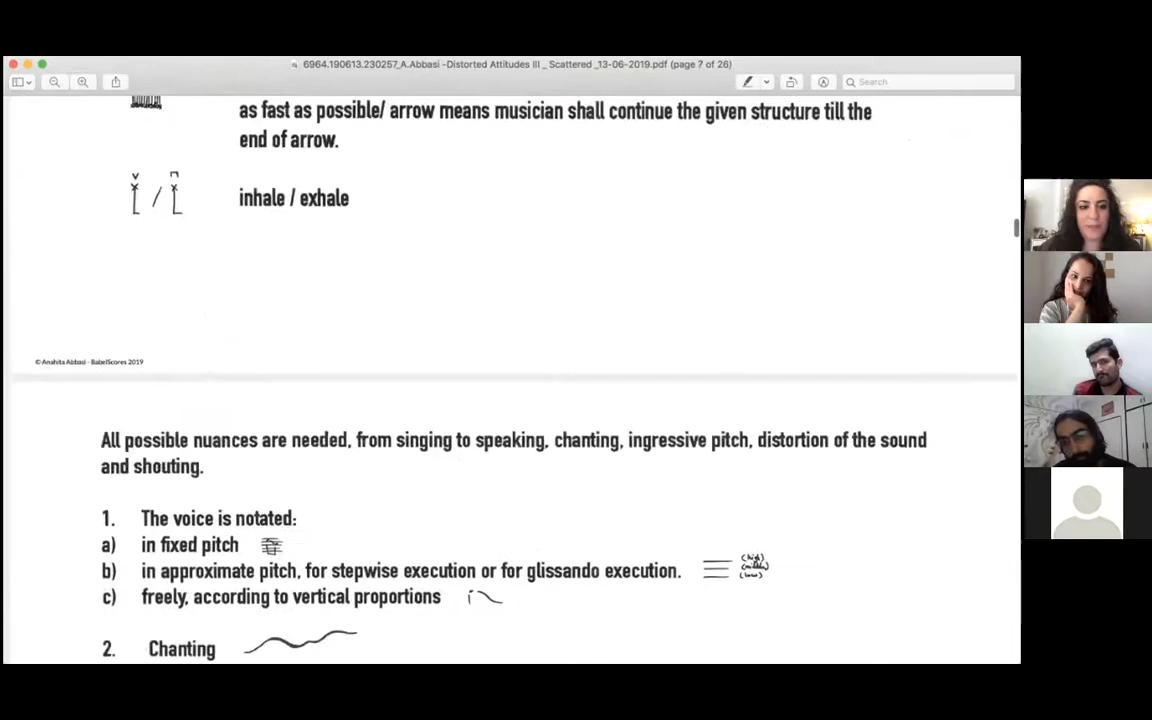 6964.190613.230257_A.Abbasi -Distorted Attitudes III _ Scattered _13-06-2019.pdf (page 7 of 26)
Search
as fast as possible/ arrow means musician shall continue the given structure till the
end of arrow.
inhale / exhale
© Anahita Abbasi - BabelScores 2019
All possible nuances are needed, from singing to speaking, chanting, ingressive pitch, distortion of the sound
and shouting.
1. The voice is notated:
a) in fixed pitch
b) in approximate pitch, for stepwise execution or for glissando execution.
(high)
(middle)
(low)
c) freely, according to vertical proportions
2. Chanting